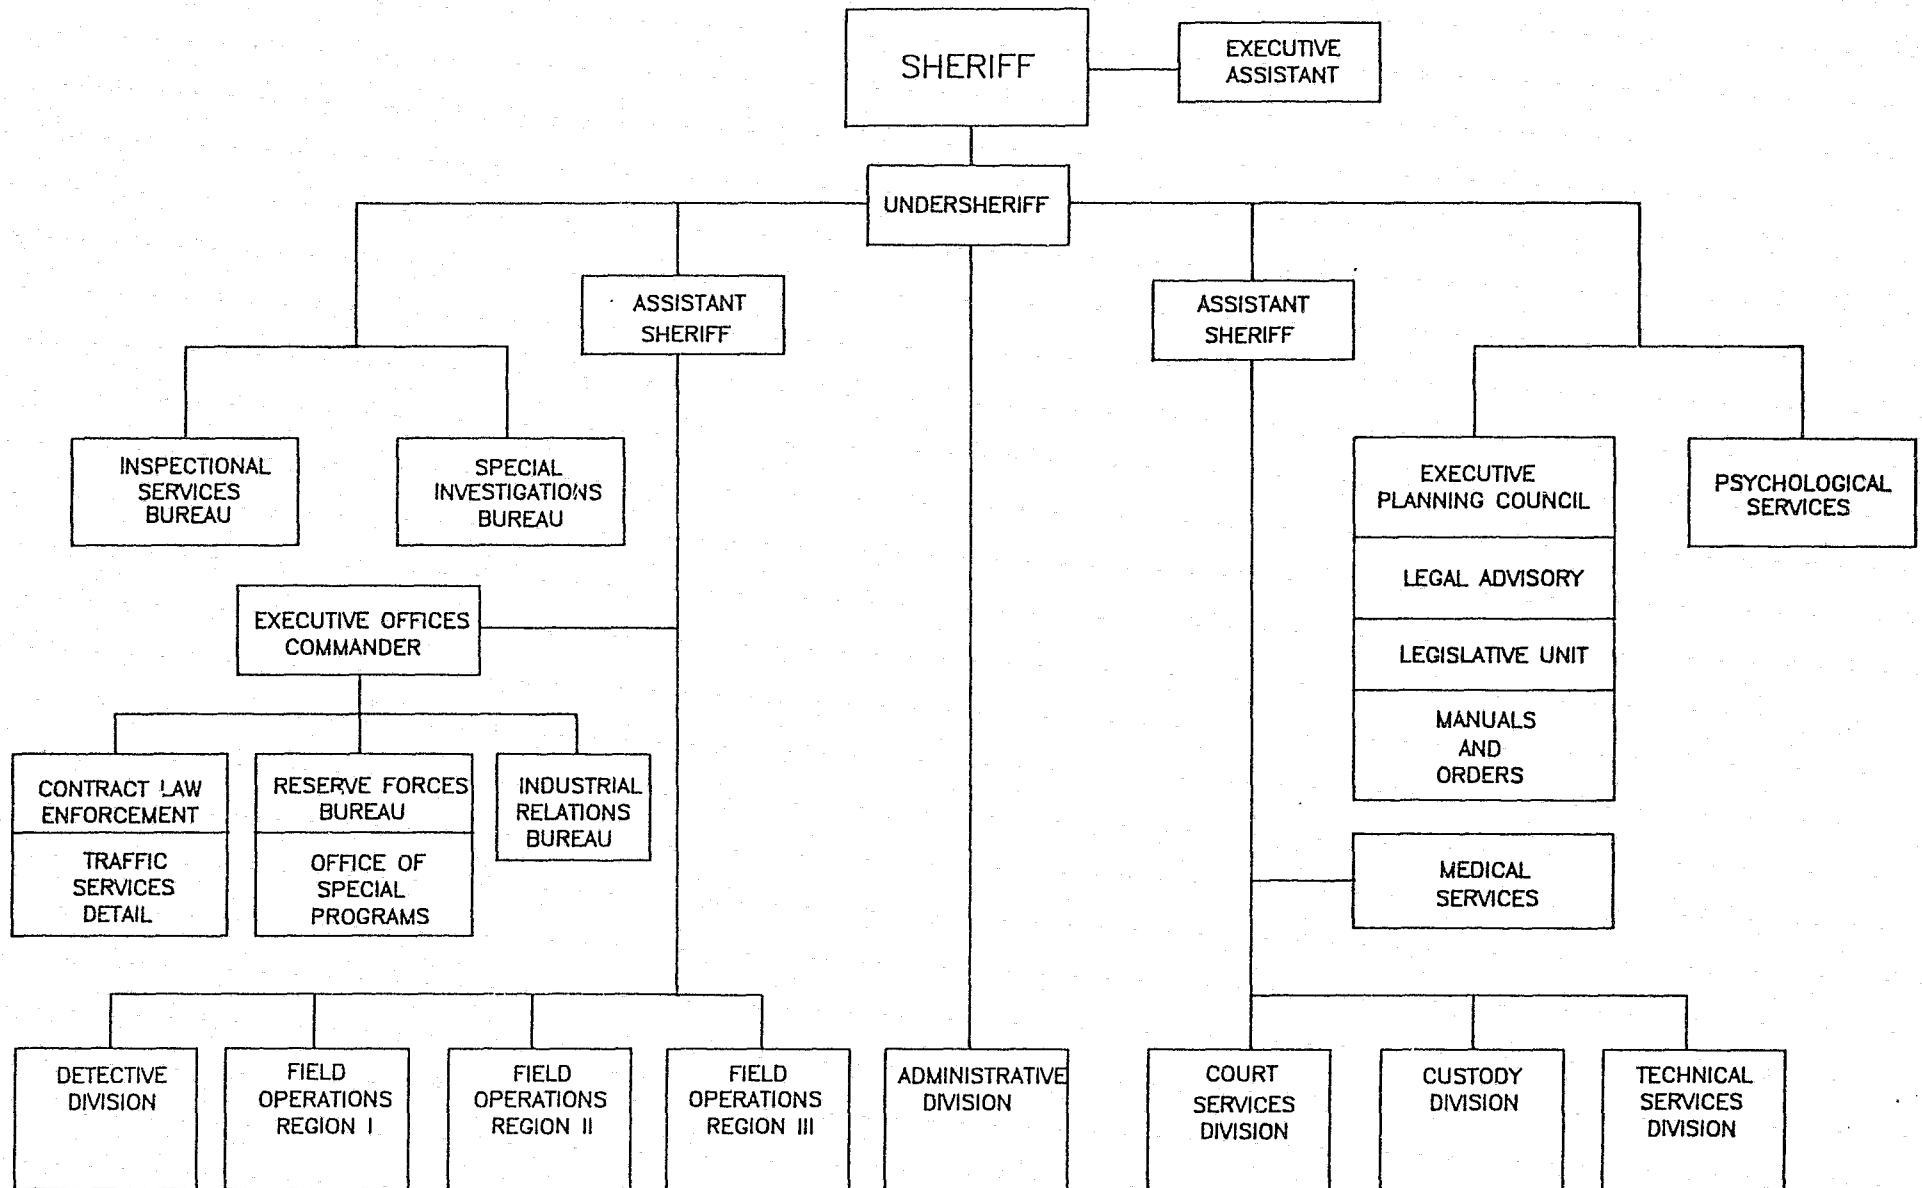 SHERIFF
EXECUTIVE
ASSISTANT
UNDERSHERIFF
ASSISTANT
SHERIFF
ASSISTANT
SHERIFF
INSPECTIONAL
SERVICES
BUREAU
SPECIAL
INVESTIGATIONS
BUREAU
EXECUTIVE
PLANNING COUNCIL
LEGAL ADVISORY
LEGISLATIVE UNIT
MANUALS
AND
ORDERS
PSYCHOLOGICAL
SERVICES
EXECUTIVE OFFICES
COMMANDER
CONTRACT LAW
ENFORCEMENT
TRAFFIC
SERVICES
DETAIL
RESERVE FORCES
BUREAU
OFFICE OF
SPECIAL
PROGRAMS
INDUSTRIAL
RELATIONS
BUREAU
MEDICAL
SERVICES
DETECTIVE
DIVISION
FIELD
OPERATIONS
REGION I
FIELD
OPERATIONS
REGION II
FIELD
OPERATIONS
REGION III
ADMINISTRATIVE
DIVISION
COURT
SERVICES
DIVISION
CUSTODY
DIVISION
TECHNICAL
SERVICES
DIVISION